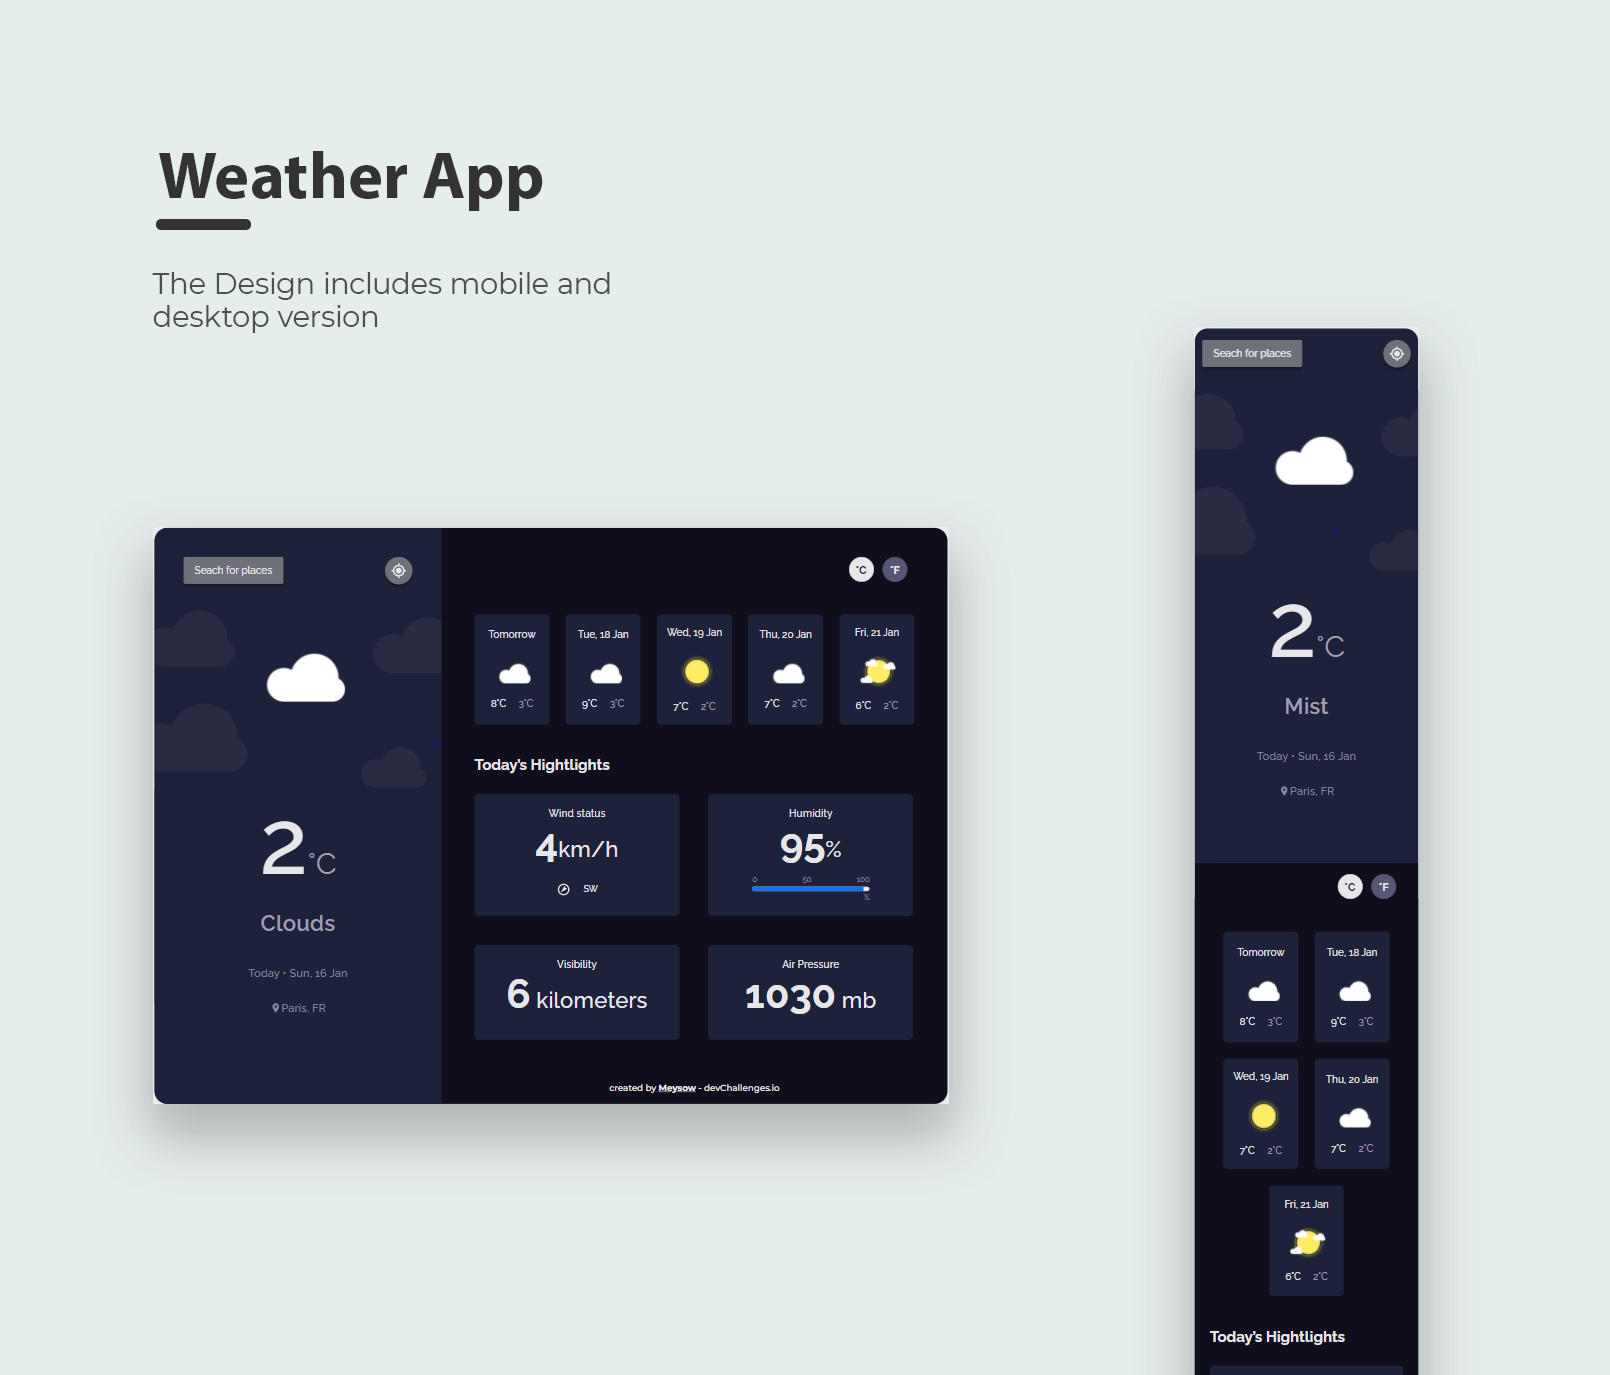 Weather App
The Design includes mobile and
desktop version
Seach for places
°C °F
Tomorrow
8°C 3°C
Tue, 18 Jan
9°C 3°C
Wed, 19 Jan
7°C 2°C
Thu, 20 Jan
7°C 2°C
Fri, 21 Jan
6°C 2°C
2°C
Clouds
Today • Sun, 16 Jan
Paris, FR
Today's Hightlights
Wind status
4km/h
SW
Humidity
95%
0 50 100
%
Visibility
6 kilometers
Air Pressure
1030 mb
created by Meysow - devChallenges.io
Seach for places
2°C
Mist
Today • Sun, 16 Jan
Paris, FR
°C °F
Tomorrow
8°C 3°C
Tue, 18 Jan
9°C 3°C
Wed, 19 Jan
7°C 2°C
Thu, 20 Jan
7°C 2°C
Fri, 21 Jan
6°C 2°C
Today's Hightlights